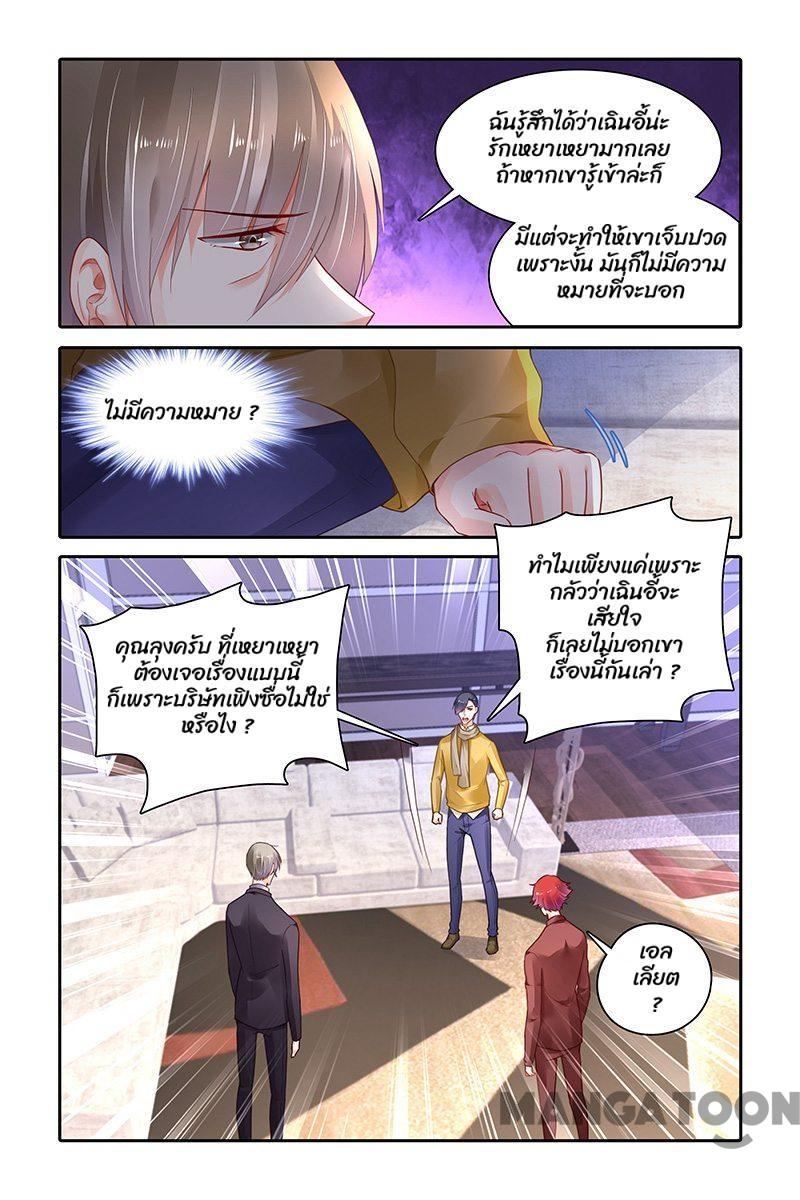 ฉันรู้สึกได้ว่าเฉินอี้น่ะ
รักเหยาเหยามากเลย
ถ้าหากเขารู้เข้าล่ะก็
มีแต่จะทำให้เขาเจ็บปวด
เพราะงั้น มันก็ไม่มีความ
หมายที่จะบอก
ไม่มีความหมาย ?
ทำไมเพียงแค่เพราะ
กลัวว่าเฉินอี้จะ
เสียใจ
ก็เลยไม่บอกเขา
เรื่องนี้กันเล่า ?
คุณลุงครับ ที่เหยาเหยา
ต้องเจอเรื่องแบบนี้
ก็เพราะบริษัทเฟิงซื่อไม่ใช่
หรือไง ?
เอล
เลียต
?
MANGATOON